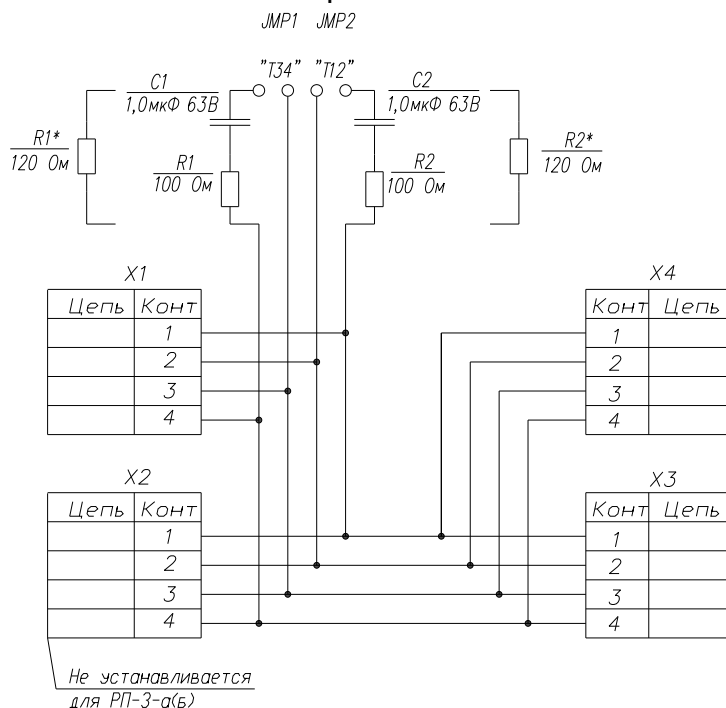 JMP1 JMP2
"T34" "T12"
C1
1,0мкФ 63В
C2
1,0мкФ 63В
R1*
120 Ом
R1
100 Ом
R2
100 Ом
R2*
120 Ом
X1
Цепь Конт
1
2
3
4
X4
Конт Цепь
1
2
3
4
X2
Цепь Конт
1
2
3
4
X3
Конт Цепь
1
2
3
4
Не устанавливается
для РП-3-а(Б)